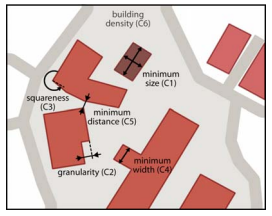 building
density (C6)
minimum
size (C1)
squareness
(C3)
minimum
distance (C5)
granularity (C2)
minimum
width (C4)